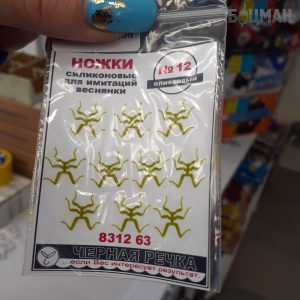 БОЦМАН
НОЖКИ
силиконовые
для имитаций
веснянки
№ 12
оливковый
8312 63
ЧЕРНАЯ РЕЧКА
...если Вас интересует результат